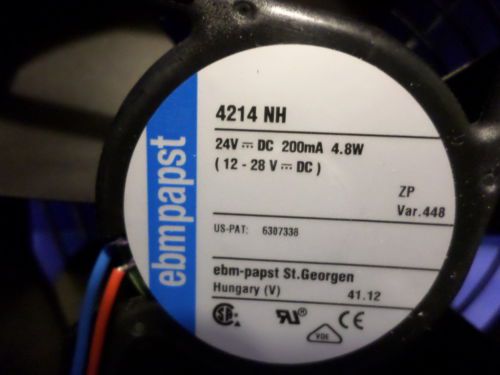 ebmpapst
4214 NH
24V ⎓ DC 200mA 4.8W
( 12 - 28 V ⎓ DC )
ZP
Var.448
US-PAT: 6307338
ebm-papst St.Georgen
Hungary (V) 41.12
VDE